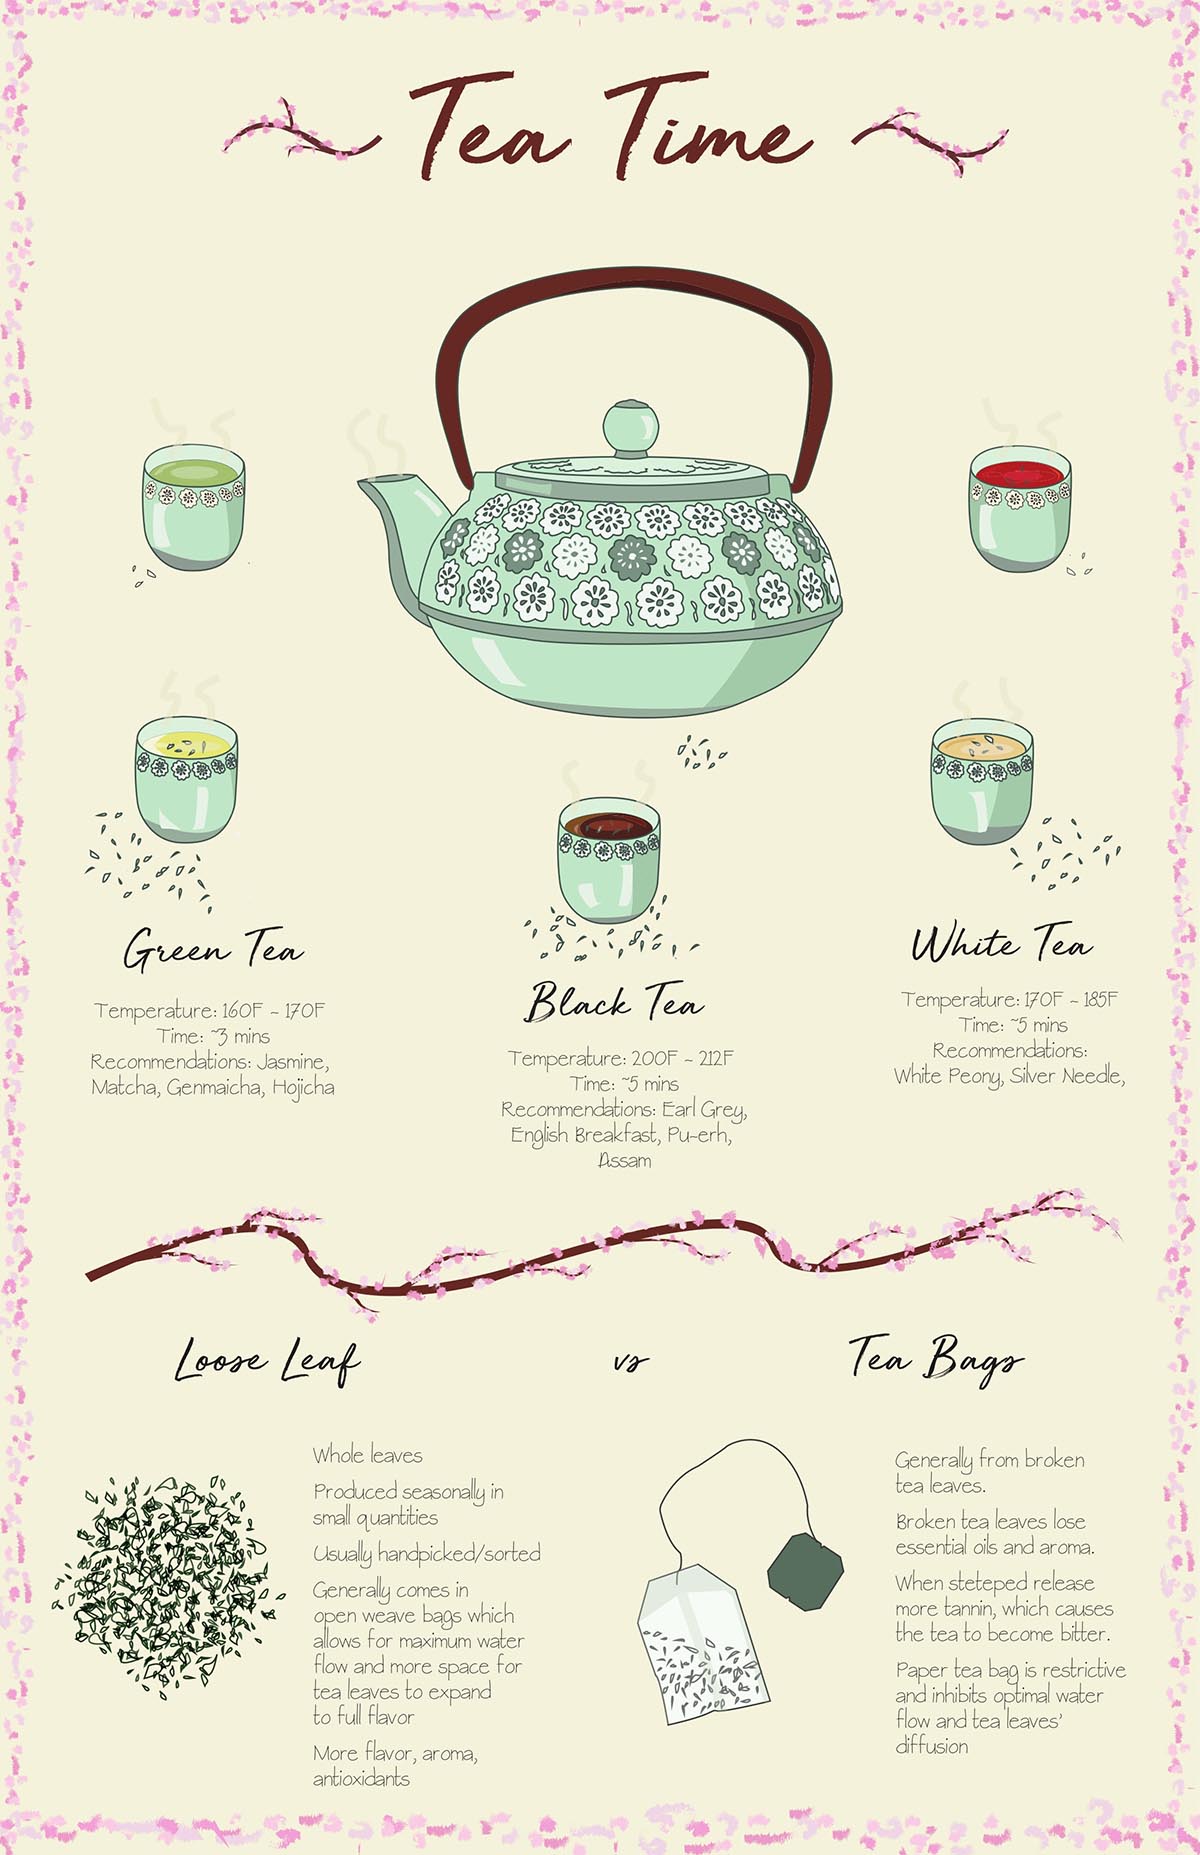 Tea Time
Green Tea
Temperature: 160F ~ 170F
Time: ~3 mins
Recommendations: Jasmine,
Matcha, Genmaicha, Hojicha
Black Tea
Temperature: 200F ~ 212F
Time: ~5 mins
Recommendations: Earl Grey,
English Breakfast, Pu-erh,
Assam
White Tea
Temperature: 170F ~ 185F
Time: ~5 mins
Recommendations:
White Peony, Silver Needle,
Loose Leaf
vs
Tea Bags
Whole leaves
Produced seasonally in
small quantities
Usually handpicked/sorted
Generally comes in
open weave bags which
allows for maximum water
flow and more space for
tea leaves to expand
to full flavor
More flavor, aroma,
antioxidants
Generally from broken
tea leaves.
Broken tea leaves lose
essential oils and aroma.
When steteped release
more tannin, which causes
the tea to become bitter.
Paper tea bag is restrictive
and inhibits optimal water
flow and tea leaves'
diffusion